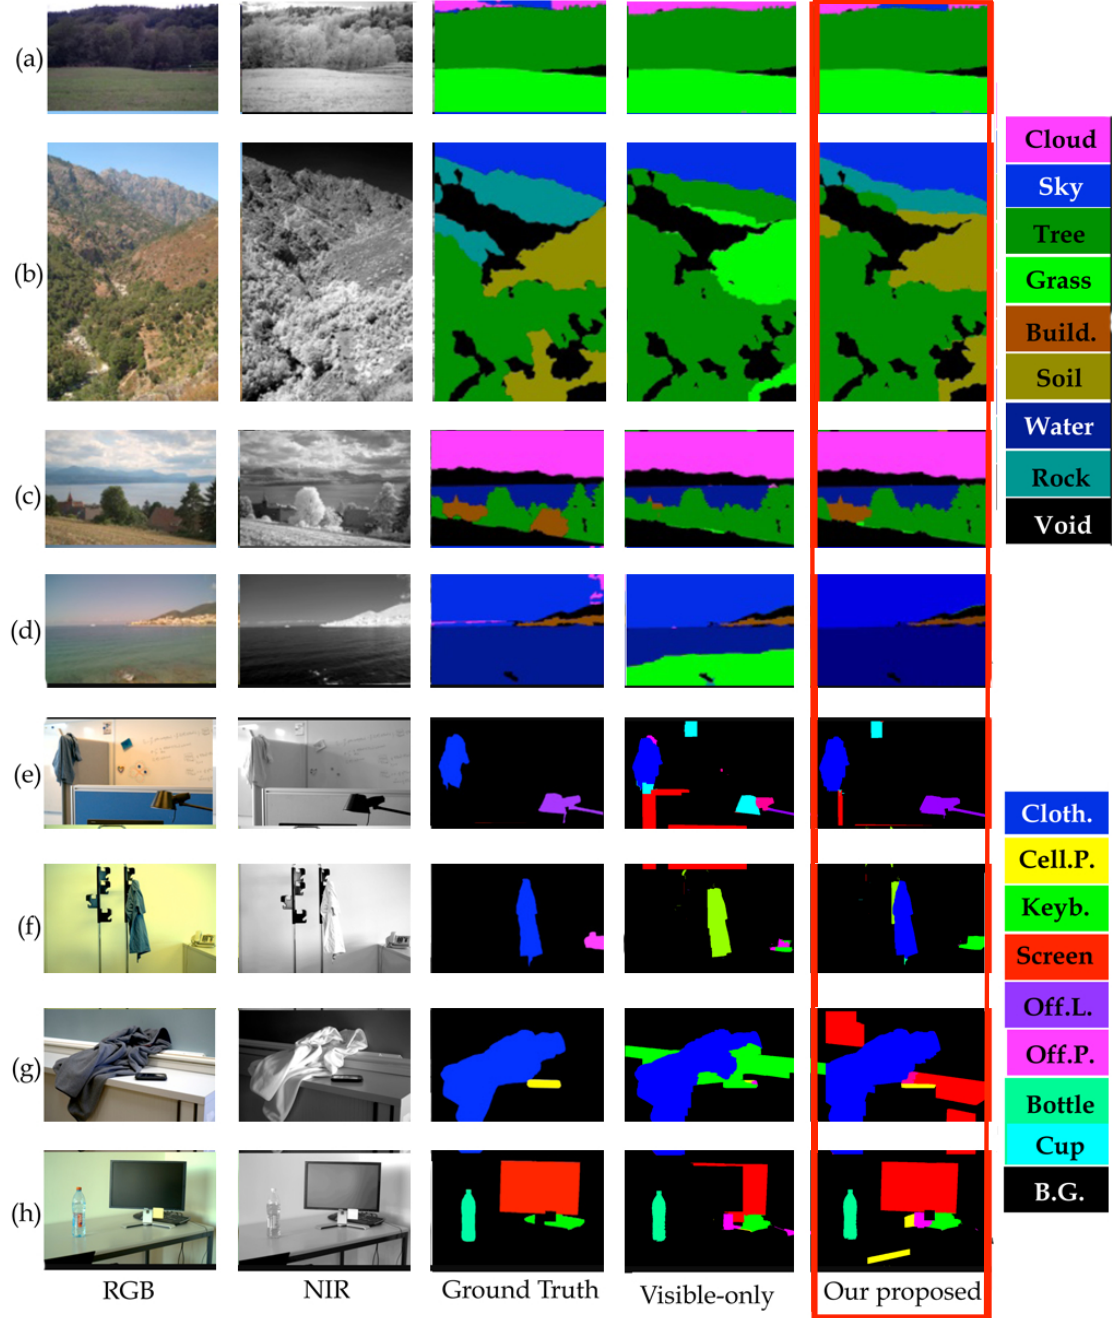 (a)
Cloud
Sky
Tree
(b)
Grass
Build.
Soil
Water
Rock
(c)
Void
(d)
(e)
Cloth.
Cell.P.
Keyb.
(f)
Screen
Off.L.
Off.P.
(g)
Bottle
Cup
B.G.
(h)
RGB
NIR
Ground Truth
Visible-only
Our proposed